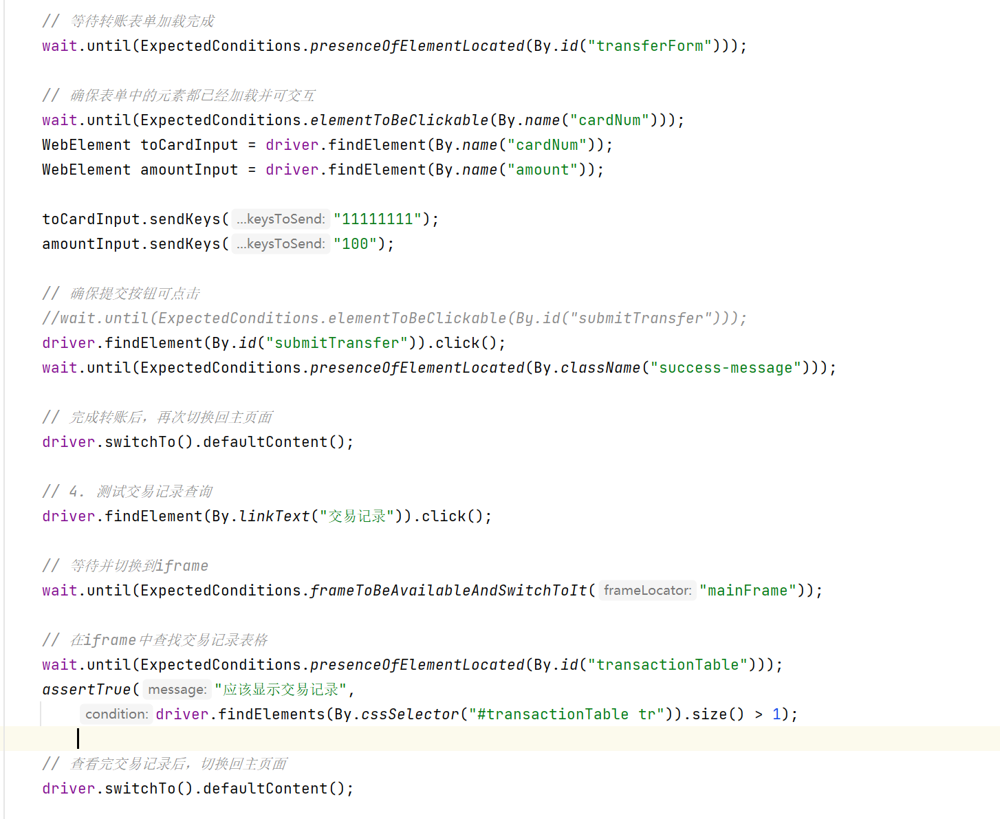 // 等待转账表单加载完成
wait.until(ExpectedConditions.presenceOfElementLocated(By.id("transferForm")));
// 确保表单中的元素都已经加载并可交互
wait.until(ExpectedConditions.elementToBeClickable(By.name("cardNum")));
WebElement toCardInput = driver.findElement(By.name("cardNum"));
WebElement amountInput = driver.findElement(By.name("amount"));
toCardInput.sendKeys( ...keysToSend: "11111111");
amountInput.sendKeys( ...keysToSend: "100");
// 确保提交按钮可点击
//wait.until(ExpectedConditions.elementToBeClickable(By.id("submitTransfer")));
driver.findElement(By.id("submitTransfer")).click();
wait.until(ExpectedConditions.presenceOfElementLocated(By.className("success-message")));
// 完成转账后，再次切换回主页面
driver.switchTo().defaultContent();
// 4. 测试交易记录查询
driver.findElement(By.linkText("交易记录")).click();
// 等待并切换到iframe
wait.until(ExpectedConditions.frameToBeAvailableAndSwitchToIt( frameLocator: "mainFrame"));
// 在iframe中查找交易记录表格
wait.until(ExpectedConditions.presenceOfElementLocated(By.id("transactionTable")));
assertTrue( message: "应该显示交易记录",
condition: driver.findElements(By.cssSelector("#transactionTable tr")).size() > 1);
// 查看完交易记录后，切换回主页面
driver.switchTo().defaultContent();